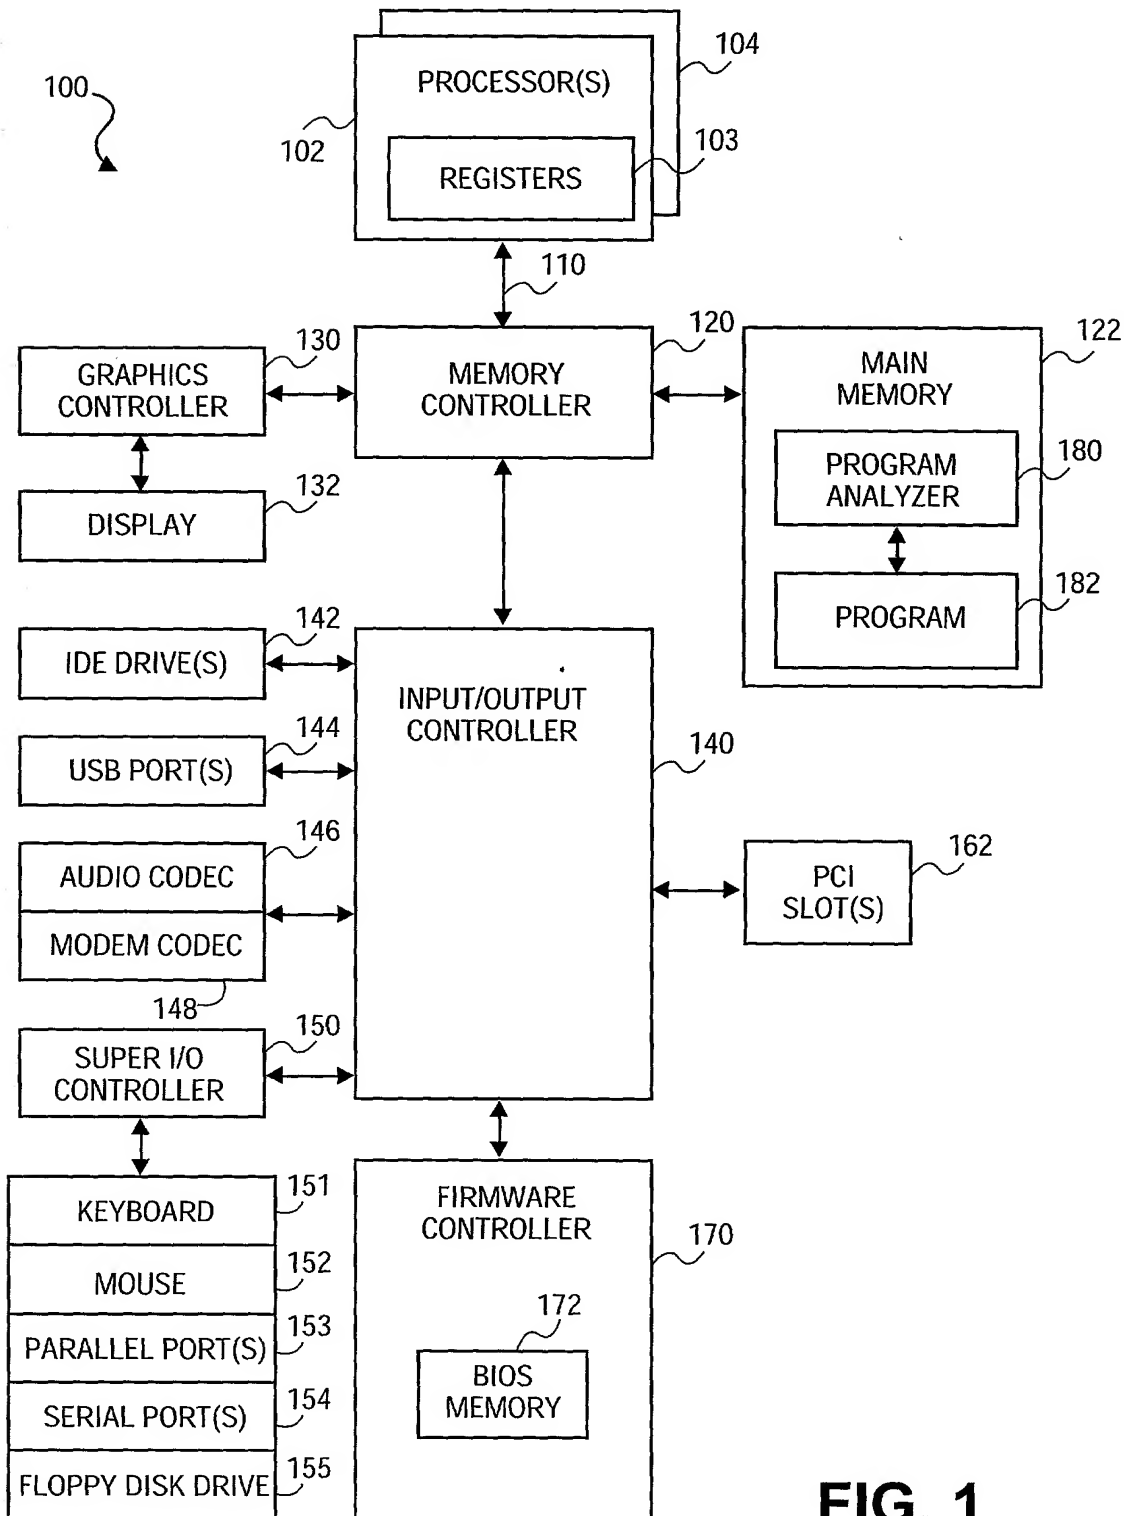 104
100
PROCESSOR(S)
102
103
REGISTERS
110
130
120
122
GRAPHICS
CONTROLLER
MEMORY
CONTROLLER
MAIN
MEMORY
180
PROGRAM
ANALYZER
132
DISPLAY
182
PROGRAM
142
IDE DRIVE(S)
INPUT/OUTPUT
CONTROLLER
144
USB PORT(S)
140
146
AUDIO CODEC
MODEM CODEC
148
162
PCI
SLOT(S)
150
SUPER I/O
CONTROLLER
151
KEYBOARD
152
MOUSE
153
PARALLEL PORT(S)
154
SERIAL PORT(S)
155
FLOPPY DISK DRIVE
FIRMWARE
CONTROLLER
170
172
BIOS
MEMORY
FIG. 1